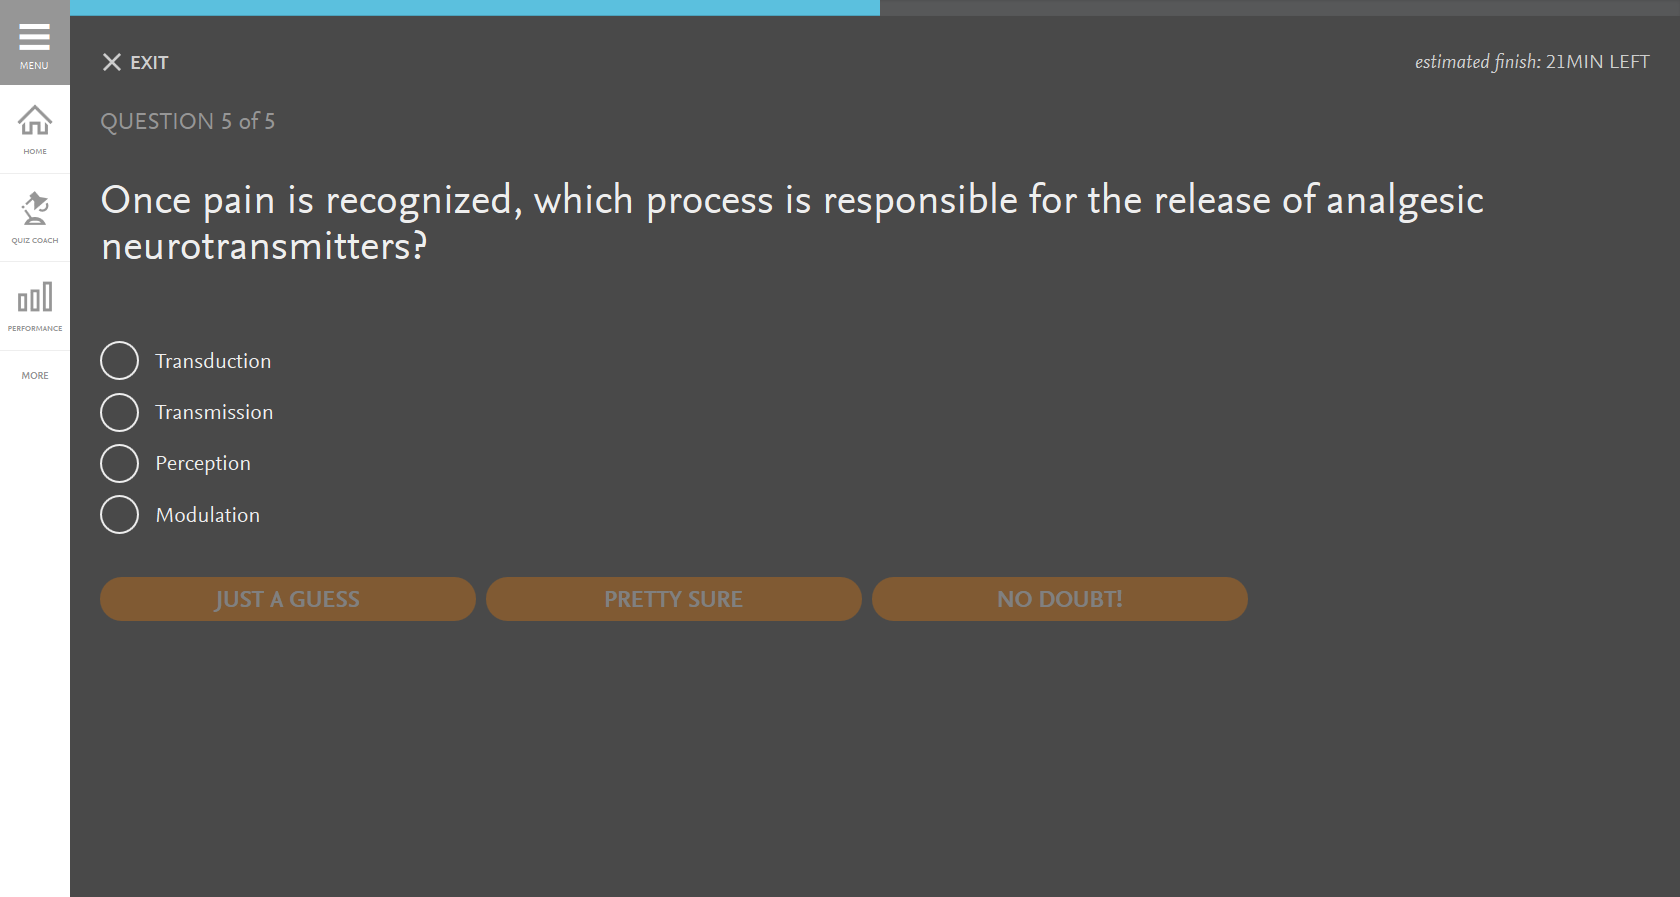 MENU
HOME
QUIZ COACH
PERFORMANCE
MORE
EXIT
estimated finish: 21MIN LEFT
QUESTION 5 of 5
Once pain is recognized, which process is responsible for the release of analgesic
neurotransmitters?
Transduction
Transmission
Perception
Modulation
JUST A GUESS
PRETTY SURE
NO DOUBT!